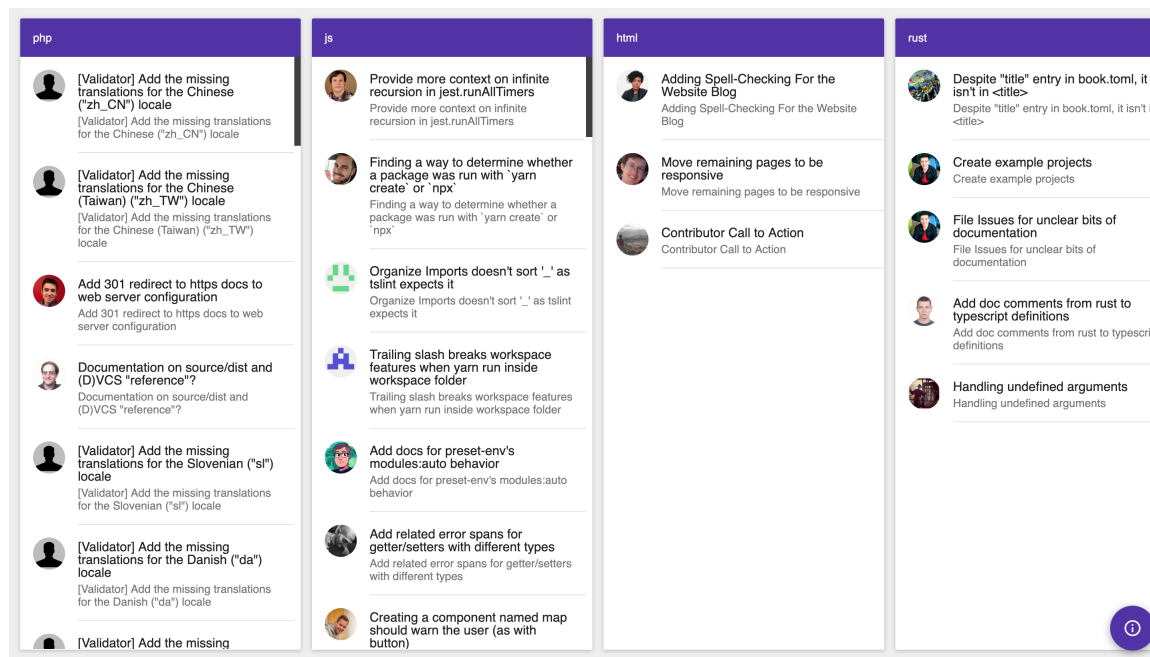 php
[Validator] Add the missing
translations for the Chinese
("zh_CN") locale
[Validator] Add the missing translations
for the Chinese ("zh_CN") locale
[Validator] Add the missing
translations for the Chinese
(Taiwan) ("zh_TW") locale
[Validator] Add the missing translations
for the Chinese (Taiwan) ("zh_TW")
locale
Add 301 redirect to https docs to
web server configuration
Add 301 redirect to https docs to web
server configuration
Documentation on source/dist and
(D)VCS "reference"?
Documentation on source/dist and
(D)VCS "reference"?
[Validator] Add the missing
translations for the Slovenian ("sl")
locale
[Validator] Add the missing translations
for the Slovenian ("sl") locale
[Validator] Add the missing
translations for the Danish ("da")
locale
[Validator] Add the missing translations
for the Danish ("da") locale
[Validator] Add the missing
js
Provide more context on infinite
recursion in jest.runAllTimers
Provide more context on infinite
recursion in jest.runAllTimers
Finding a way to determine whether
a package was run with `yarn
create` or `npx`
Finding a way to determine whether a
package was run with `yarn create` or
`npx`
Organize Imports doesn't sort '_' as
tslint expects it
Organize Imports doesn't sort '_' as tslint
expects it
Trailing slash breaks workspace
features when yarn run inside
workspace folder
Trailing slash breaks workspace features
when yarn run inside workspace folder
Add docs for preset-env's
modules:auto behavior
Add docs for preset-env's modules:auto
behavior
Add related error spans for
getter/setters with different types
Add related error spans for getter/setters
with different types
Creating a component named map
should warn the user (as with
button)
html
Adding Spell-Checking For the
Website Blog
Adding Spell-Checking For the Website
Blog
Move remaining pages to be
responsive
Move remaining pages to be responsive
Contributor Call to Action
Contributor Call to Action
rust
Despite "title" entry in book.toml, it
isn't in <title>
Despite "title" entry in book.toml, it isn't
<title>
Create example projects
Create example projects
File Issues for unclear bits of
documentation
File Issues for unclear bits of
documentation
Add doc comments from rust to
typescript definitions
Add doc comments from rust to typescri
definitions
Handling undefined arguments
Handling undefined arguments